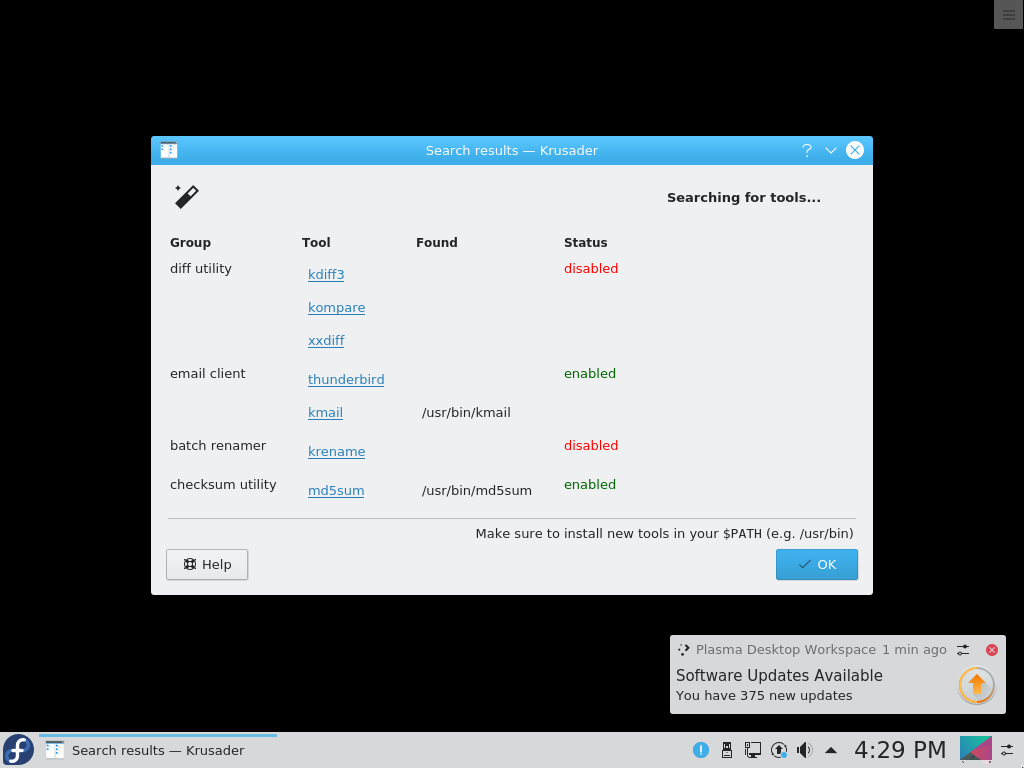 Search results — Krusader
Searching for tools...
Group Tool Found Status
diff utility kdiff3 disabled
kompare
xxdiff
email client thunderbird enabled
kmail /usr/bin/kmail
batch renamer krename disabled
checksum utility md5sum /usr/bin/md5sum enabled
Make sure to install new tools in your $PATH (e.g. /usr/bin)
Help OK
Plasma Desktop Workspace 1 min ago
Software Updates Available
You have 375 new updates
Search results — Krusader 4:29 PM